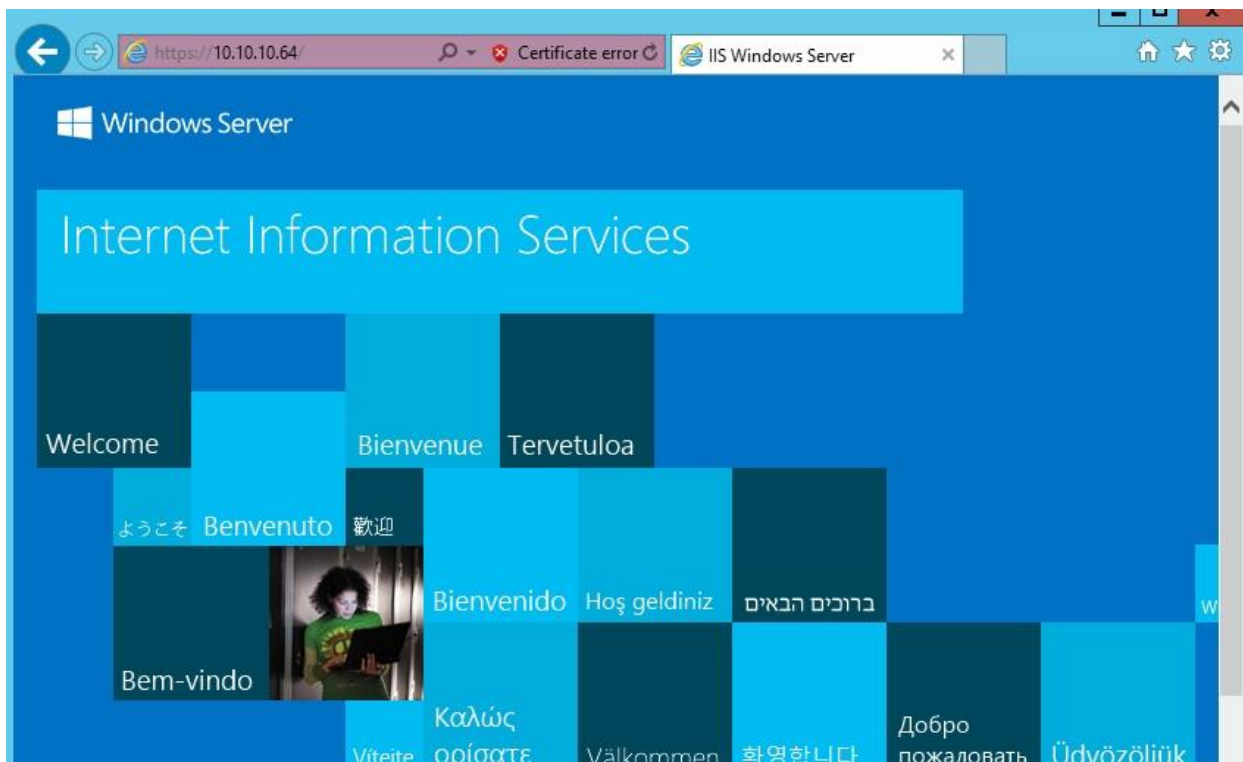 https://10.10.10.64/
Certificate error
IIS Windows Server
Windows Server
Internet Information Services
Welcome
Bienvenue
Tervetuloa
ようこそ
Benvenuto
歡迎
Bienvenido
Hoş geldiniz
ברוכים הבאים
Bem-vindo
Vítejte
Καλώς
ορίσατε
Välkommen
환영합니다
Добро
пожаловать
Üdvözöljük